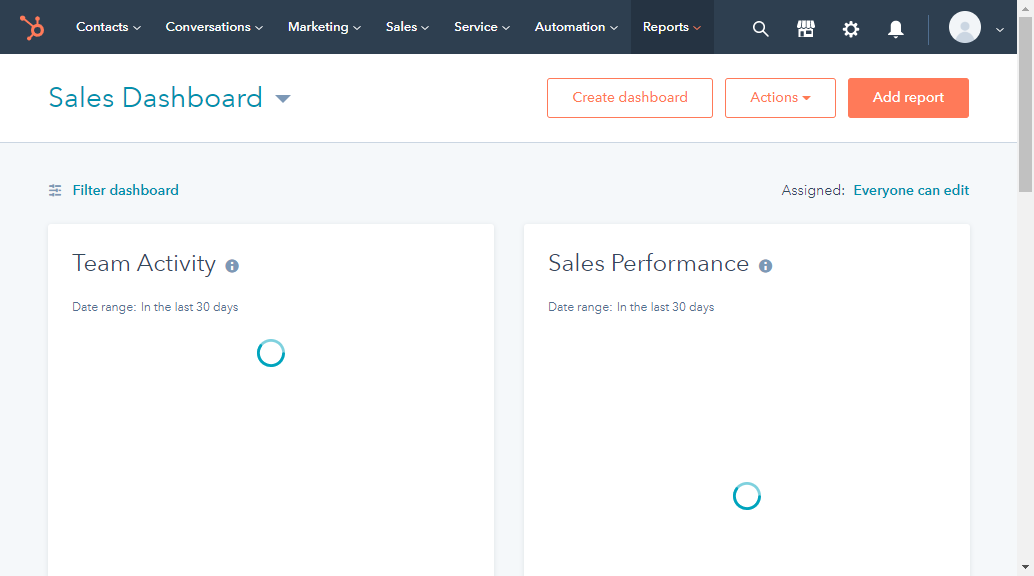 Contacts Conversations Marketing Sales Service Automation Reports
Sales Dashboard Create dashboard Actions Add report
Filter dashboard Assigned: Everyone can edit
Team Activity
Date range: In the last 30 days
Sales Performance
Date range: In the last 30 days